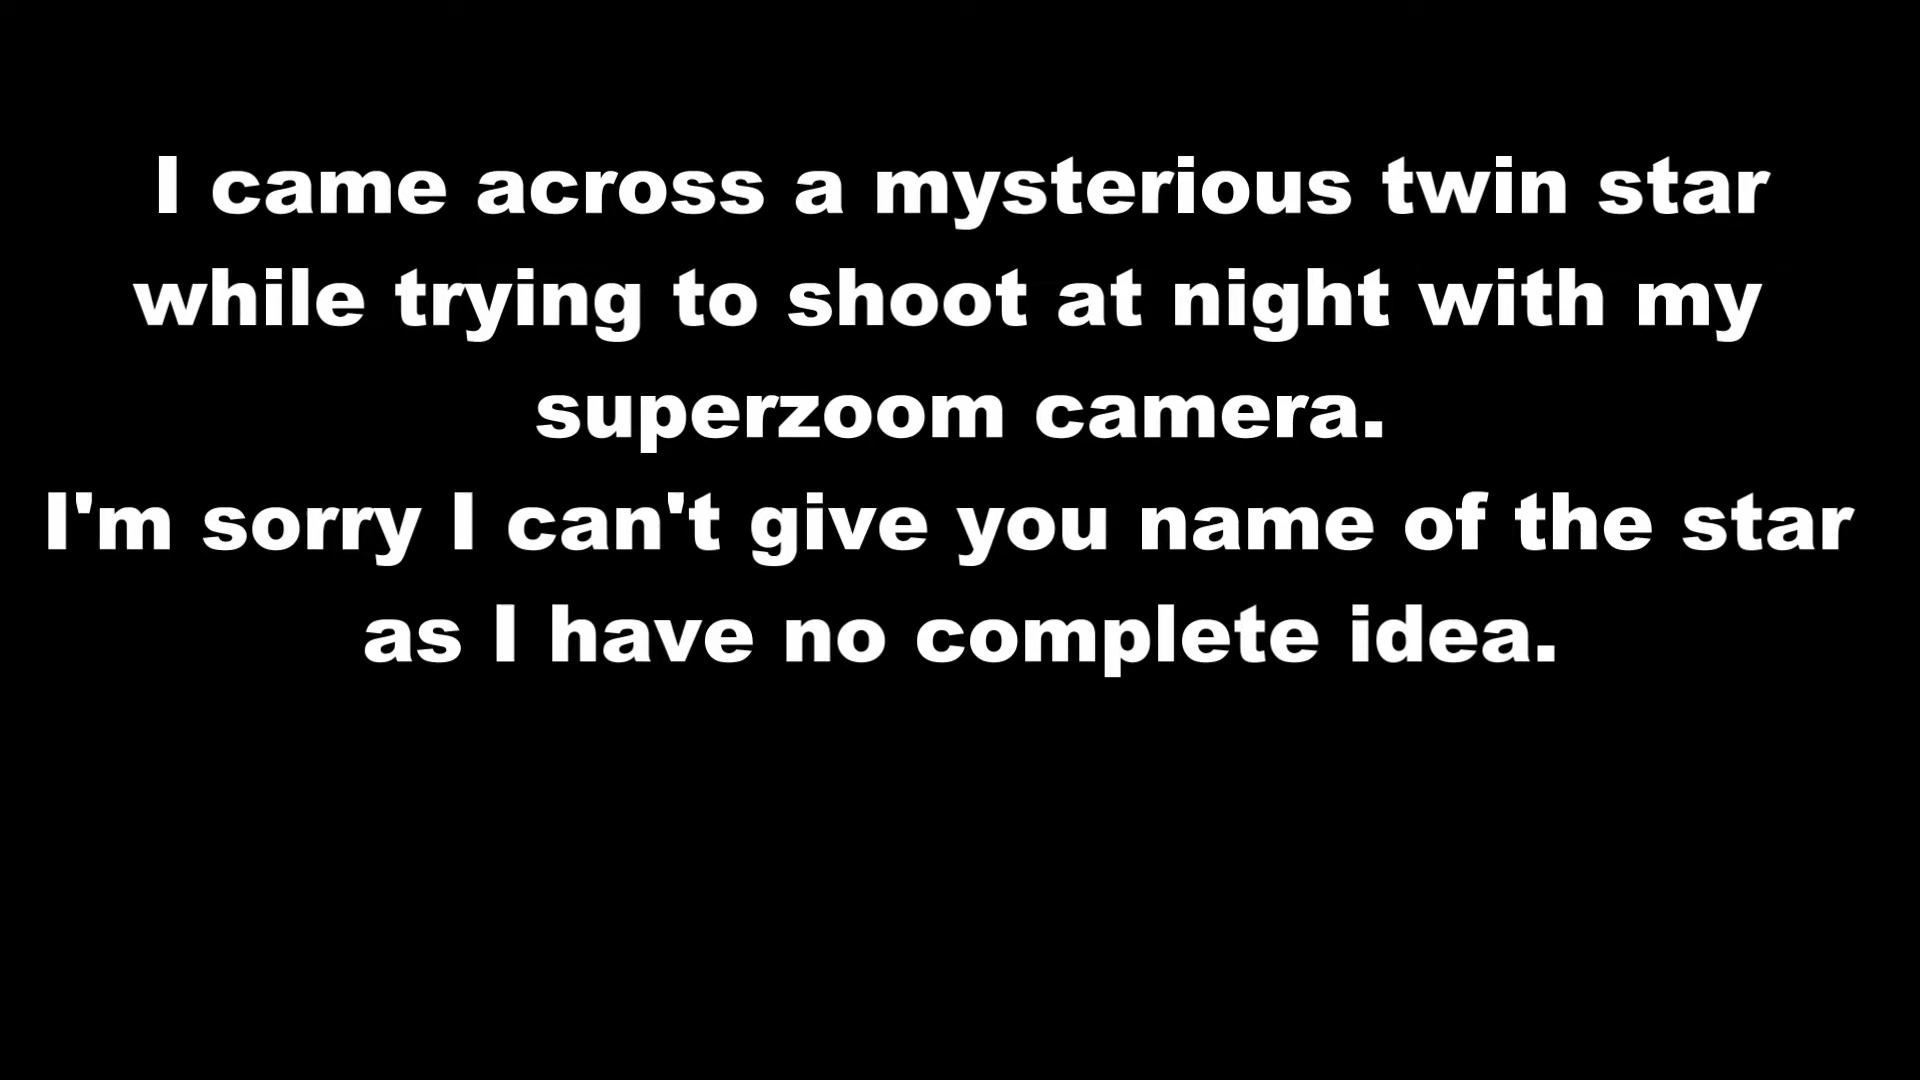 I came across a mysterious twin star
while trying to shoot at night with my
superzoom camera.
I'm sorry I can't give you name of the star
as I have no complete idea.